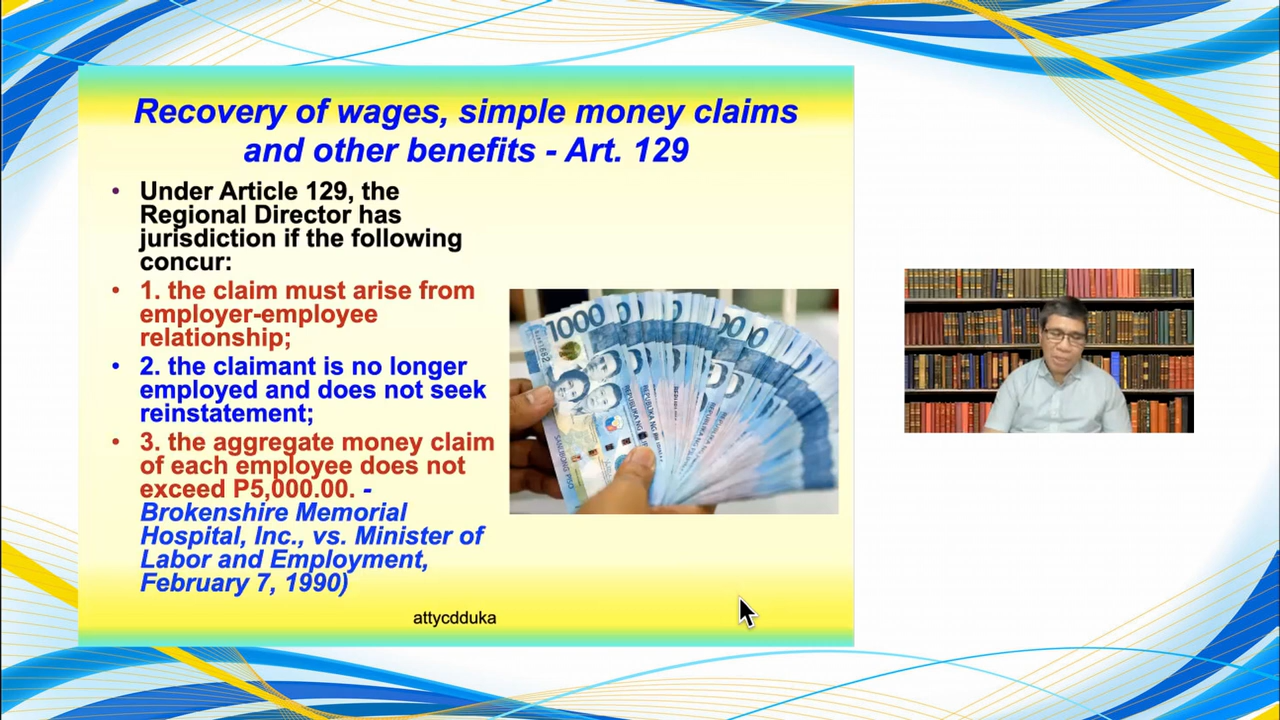 Recovery of wages, simple money claims
and other benefits - Art. 129
• Under Article 129, the
Regional Director has
jurisdiction if the following
concur:
• 1. the claim must arise from
employer-employee
relationship;
• 2. the claimant is no longer
employed and does not seek
reinstatement;
• 3. the aggregate money claim
of each employee does not
exceed P5,000.00. -
Brokenshire Memorial
Hospital, Inc., vs. Minister of
Labor and Employment,
February 7, 1990)
1000
attycdduka